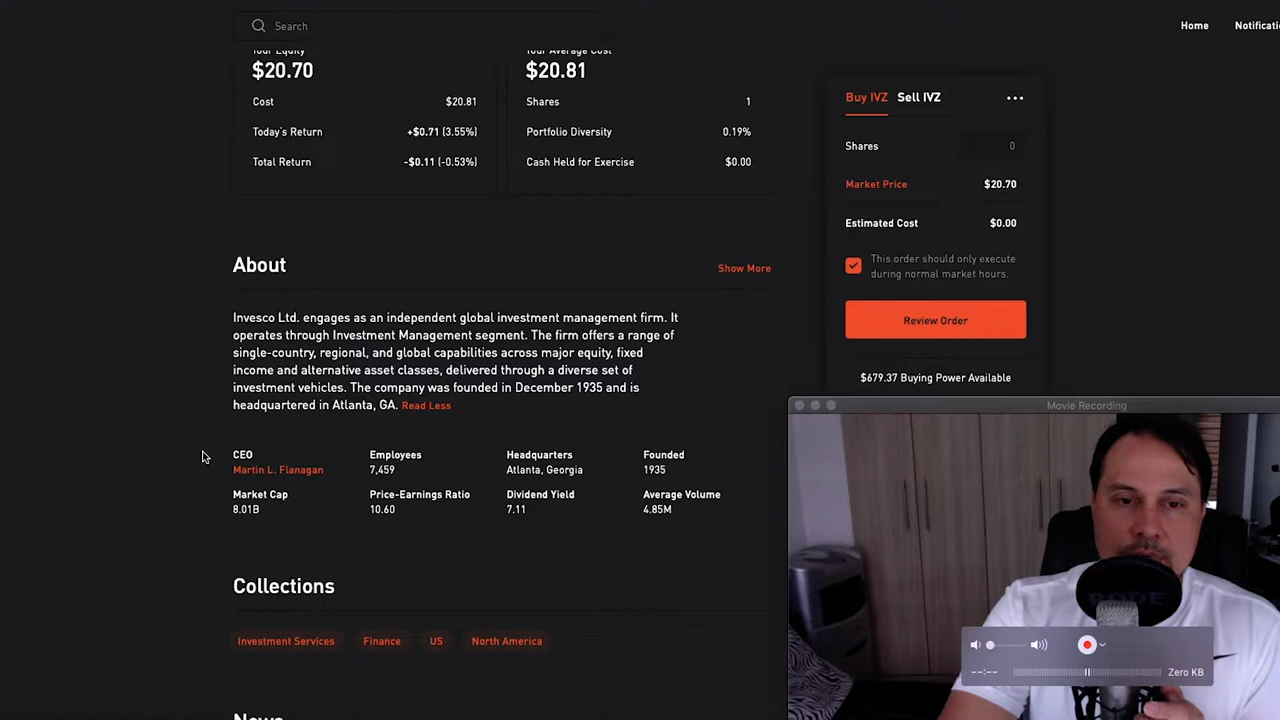 Search
Home
Notificati
Your Equity
Your Average Cost
$20.70
$20.81
Cost
$20.81
Shares
1
Today's Return
+$0.71 (3.55%)
Portfolio Diversity
0.19%
Total Return
-$0.11 (-0.53%)
Cash Held for Exercise
$0.00
Buy IVZ
Sell IVZ
Shares
0
Market Price
$20.70
Estimated Cost
$0.00
This order should only execute
during normal market hours.
Review Order
$679.37 Buying Power Available
About
Show More
Invesco Ltd. engages as an independent global investment management firm. It
operates through Investment Management segment. The firm offers a range of
single-country, regional, and global capabilities across major equity, fixed
income and alternative asset classes, delivered through a diverse set of
investment vehicles. The company was founded in December 1935 and is
headquartered in Atlanta, GA. Read Less
CEO
Martin L. Flanagan
Employees
7,459
Headquarters
Atlanta, Georgia
Founded
1935
Market Cap
8.01B
Price-Earnings Ratio
10.60
Dividend Yield
7.11
Average Volume
4.85M
Collections
Investment Services
Finance
US
North America
News
Movie Recording
RODE
--:--
Zero KB